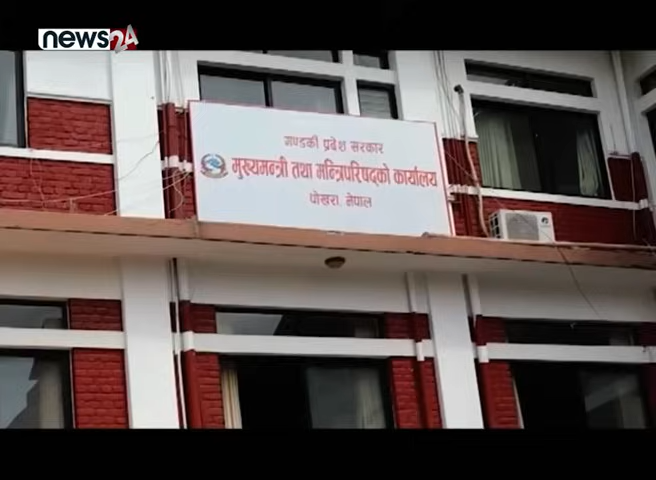 news24
गण्डकी प्रदेश सरकार
मुख्यमन्त्री तथा मन्त्रिपरिषद्को कार्यालय
पोखरा, नेपाल